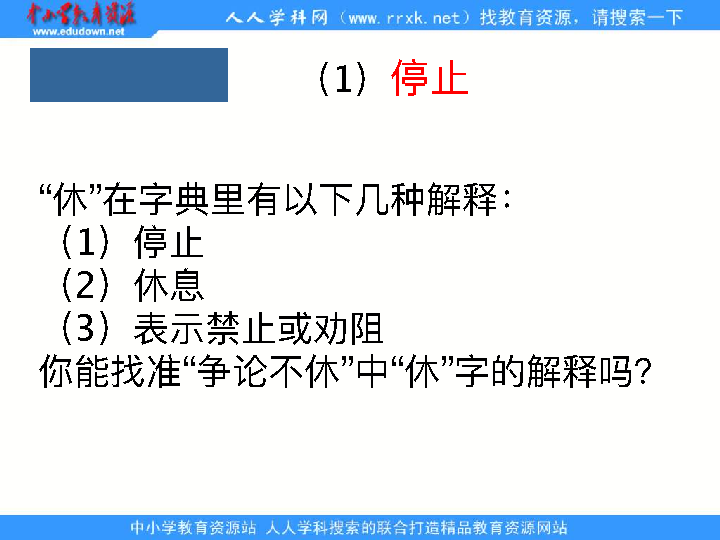 中小学教育资源
www.edudown.net
人人学科网（www.rrxk.net）找教育资源，请搜索一下
（1）停止
“休”在字典里有以下几种解释：
（1）停止
（2）休息
（3）表示禁止或劝阻
你能找准“争论不休”中“休”字的解释吗？
中小学教育资源站 人人学科搜索的联合打造精品教育资源网站